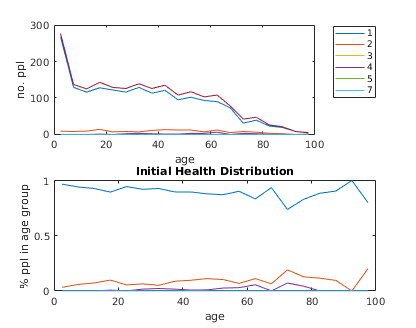 300
200
100
0
no. ppl
0 20 40 60 80 100
age
1
2
3
4
5
7
Initial Health Distribution
1
0.5
0
% ppl in age group
0 20 40 60 80 100
age